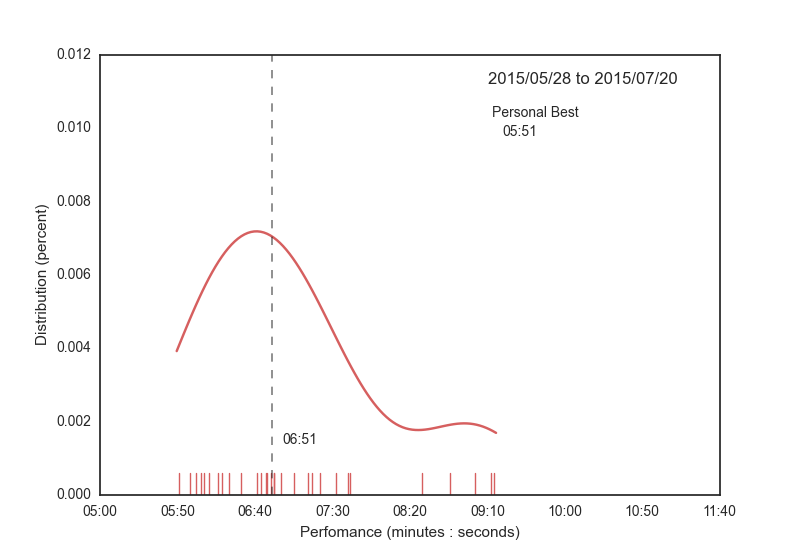 0.012
0.010
0.008
0.006
0.004
0.002
0.000
Distribution (percent)
2015/05/28 to 2015/07/20
Personal Best
05:51
06:51
05:00 05:50 06:40 07:30 08:20 09:10 10:00 10:50 11:40
Perfomance (minutes : seconds)